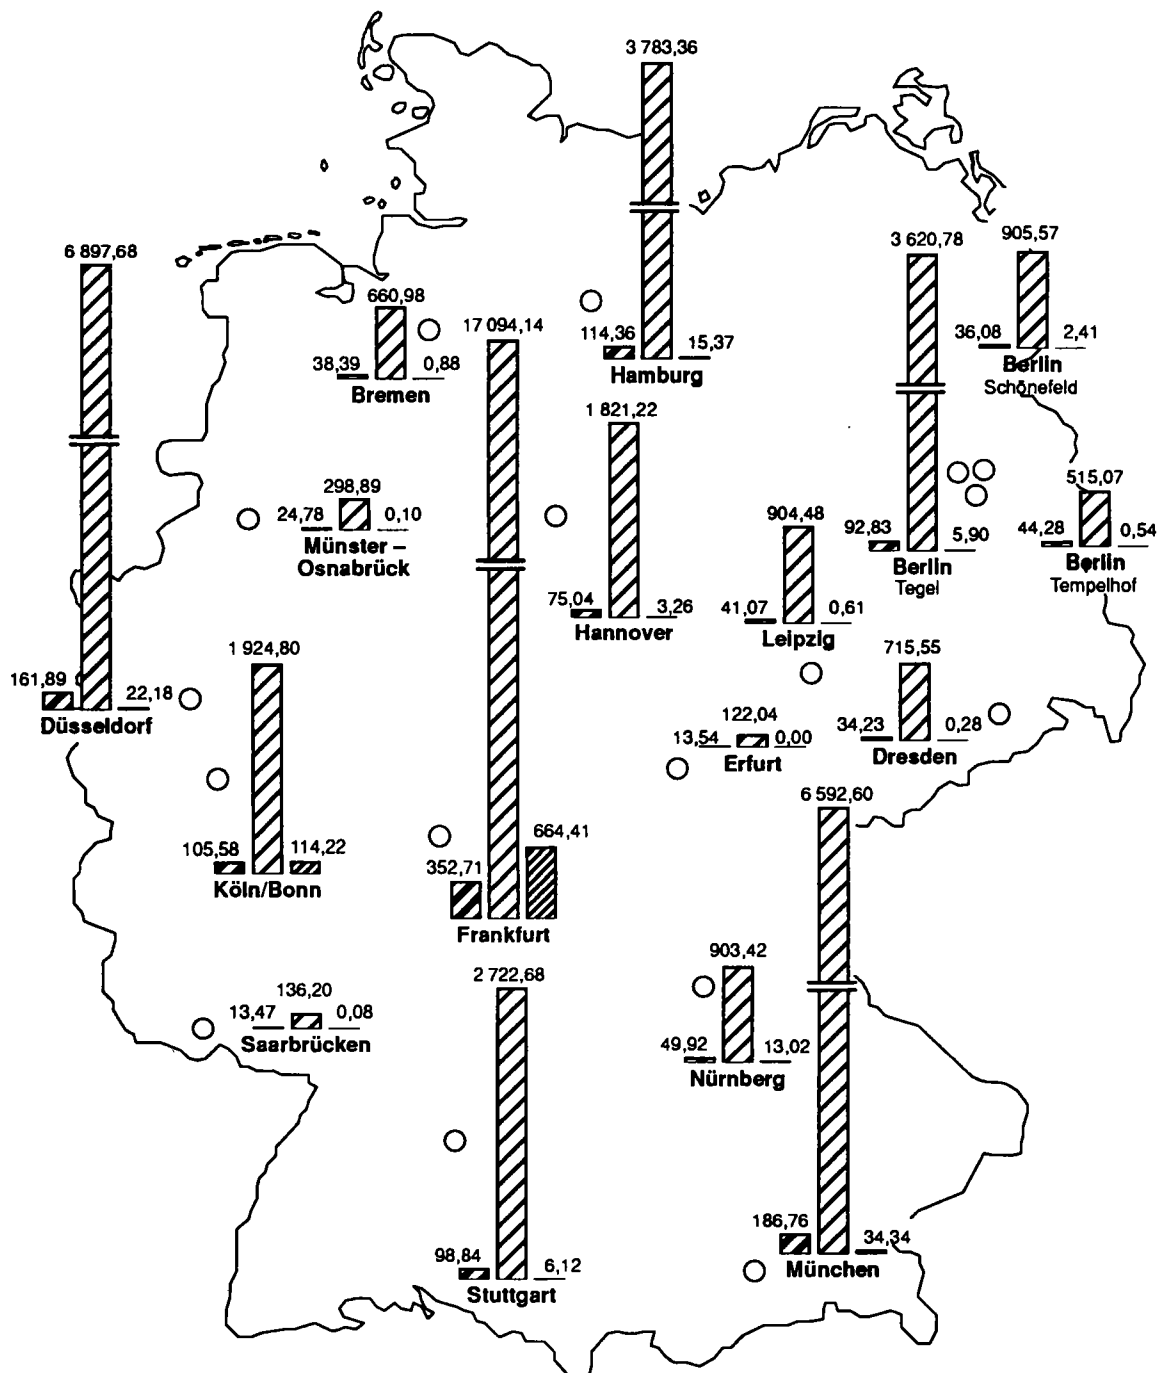 3 783,36
114,36
15,37
Hamburg
6 897,68
161,89
22,18
Düsseldorf
660,98
38,39
0,88
Bremen
17 094,14
352,71
664,41
Frankfurt
3 620,78
92,83
5,90
Berlin
Tegel
905,57
36,08
2,41
Berlin
Schönefeld
1 821,22
75,04
3,26
Hannover
298,89
24,78
0,10
Münster –
Osnabrück
904,48
41,07
0,61
Leipzig
515,07
44,28
0,54
Berlin
Tempelhof
1 924,80
105,58
114,22
Köln/Bonn
122,04
13,54
0,00
Erfurt
715,55
34,23
0,28
Dresden
6 592,60
186,76
34,34
München
136,20
13,47
0,08
Saarbrücken
2 722,68
98,84
6,12
Stuttgart
903,42
49,92
13,02
Nürnberg